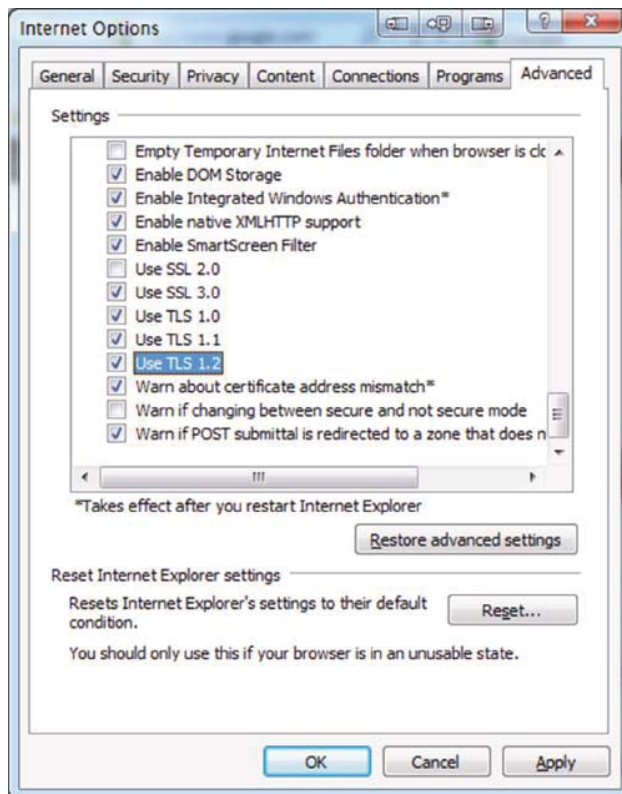 Internet Options
General Security Privacy Content Connections Programs Advanced
Settings
Empty Temporary Internet Files folder when browser is clc
Enable DOM Storage
Enable Integrated Windows Authentication*
Enable native XMLHTTP support
Enable SmartScreen Filter
Use SSL 2.0
Use SSL 3.0
Use TLS 1.0
Use TLS 1.1
Use TLS 1.2
Warn about certificate address mismatch*
Warn if changing between secure and not secure mode
Warn if POST submittal is redirected to a zone that does n
*Takes effect after you restart Internet Explorer
Restore advanced settings
Reset Internet Explorer settings
Resets Internet Explorer's settings to their default
condition.
Reset...
You should only use this if your browser is in an unusable state.
OK Cancel Apply